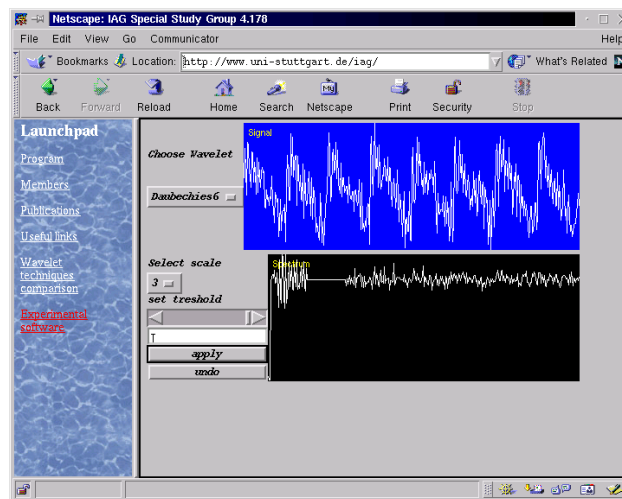 Netscape: IAG Special Study Group 4.178
File Edit View Go Communicator Help
Bookmarks Location: http://www.uni-stuttgart.de/iag/ What's Related
Back Forward Reload Home Search Netscape Print Security Stop
My
Launchpad
Program
Members
Publications
Useful links
Wavelet
techniques
comparison
Experimental
software
Choose Wavelet
Daubechies6
Signal
Select scale
3
set treshold
T
apply
undo
Spectrum